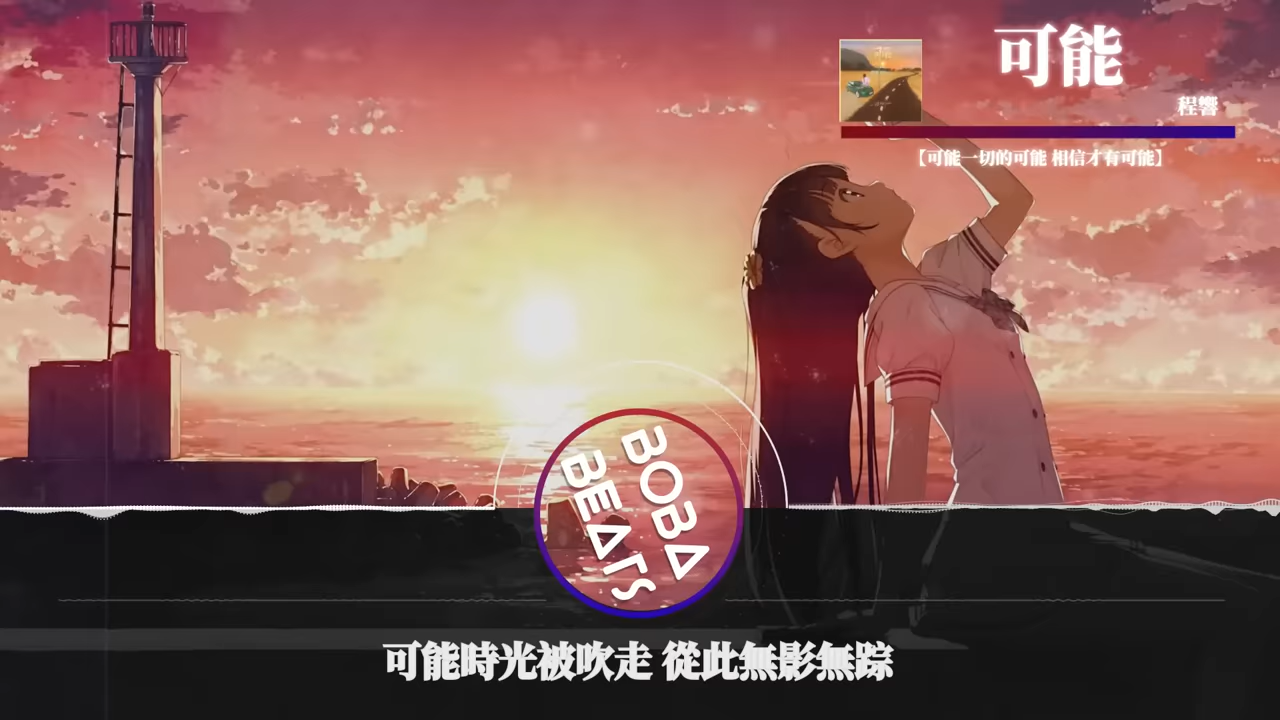 可能
程響
【可能一切的可能 相信才有可能】
BOBA
BEATS
可能時光被吹走 從此無影無踪